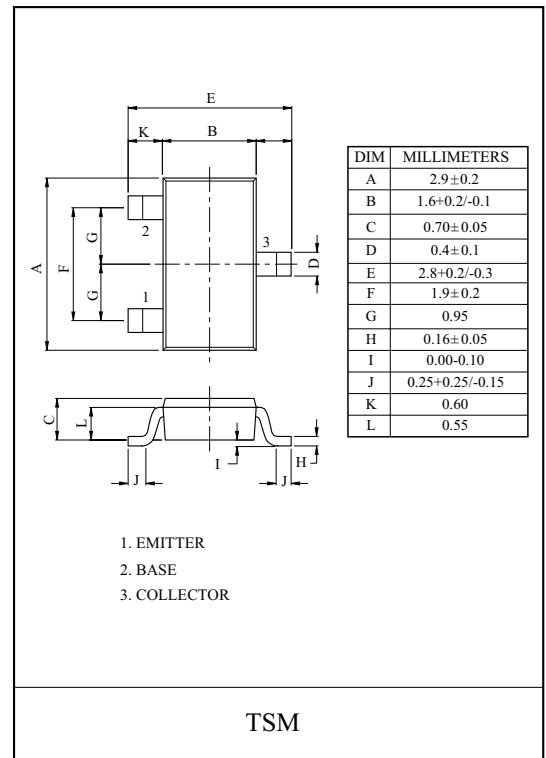 E
K B
DIM MILLIMETERS
A 2.9±0.2
B 1.6+0.2/-0.1
C 0.70±0.05
D 0.4±0.1
E 2.8+0.2/-0.3
F 1.9±0.2
G 0.95
H 0.16±0.05
I 0.00-0.10
J 0.25+0.25/-0.15
K 0.60
L 0.55
2
3
G
A
F
G
D
1
C
L
I
H
J
J
1. EMITTER
2. BASE
3. COLLECTOR
TSM